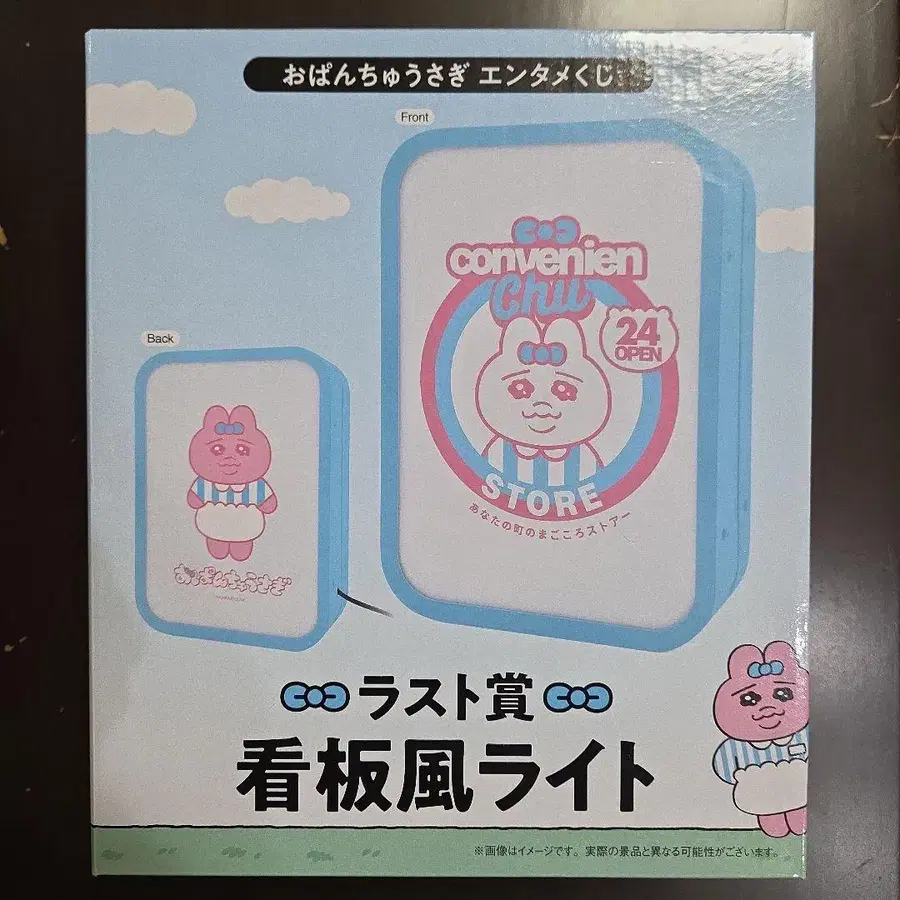 おぱんちゅうさぎ エンタメくじ
Front
convenien
Chu
24
OPEN
STORE
あなたの町のまごころストアー
Back
おぱんちゅうさぎ
ラスト賞
看板風ライト
※画像はイメージです。実際の景品と異なる可能性がございます。